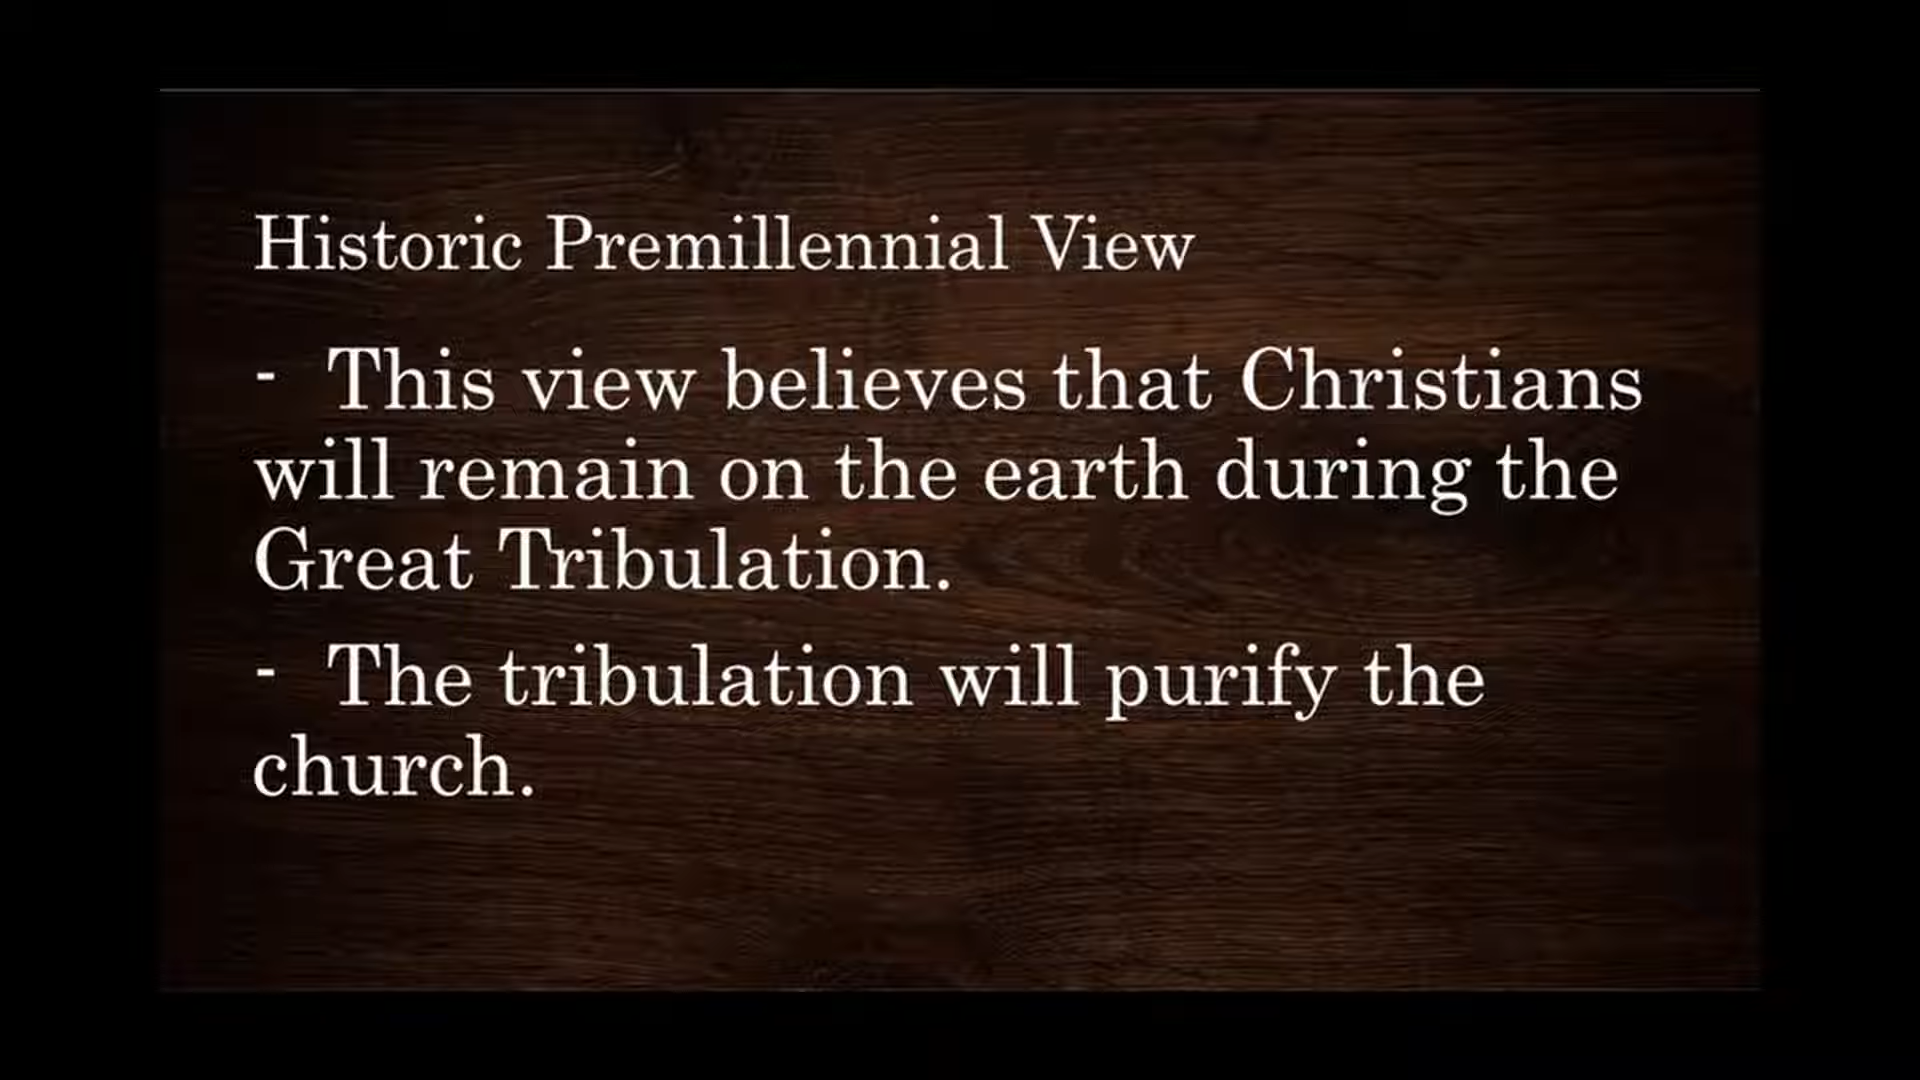 Historic Premillennial View
- This view believes that Christians
will remain on the earth during the
Great Tribulation.
- The tribulation will purify the
church.